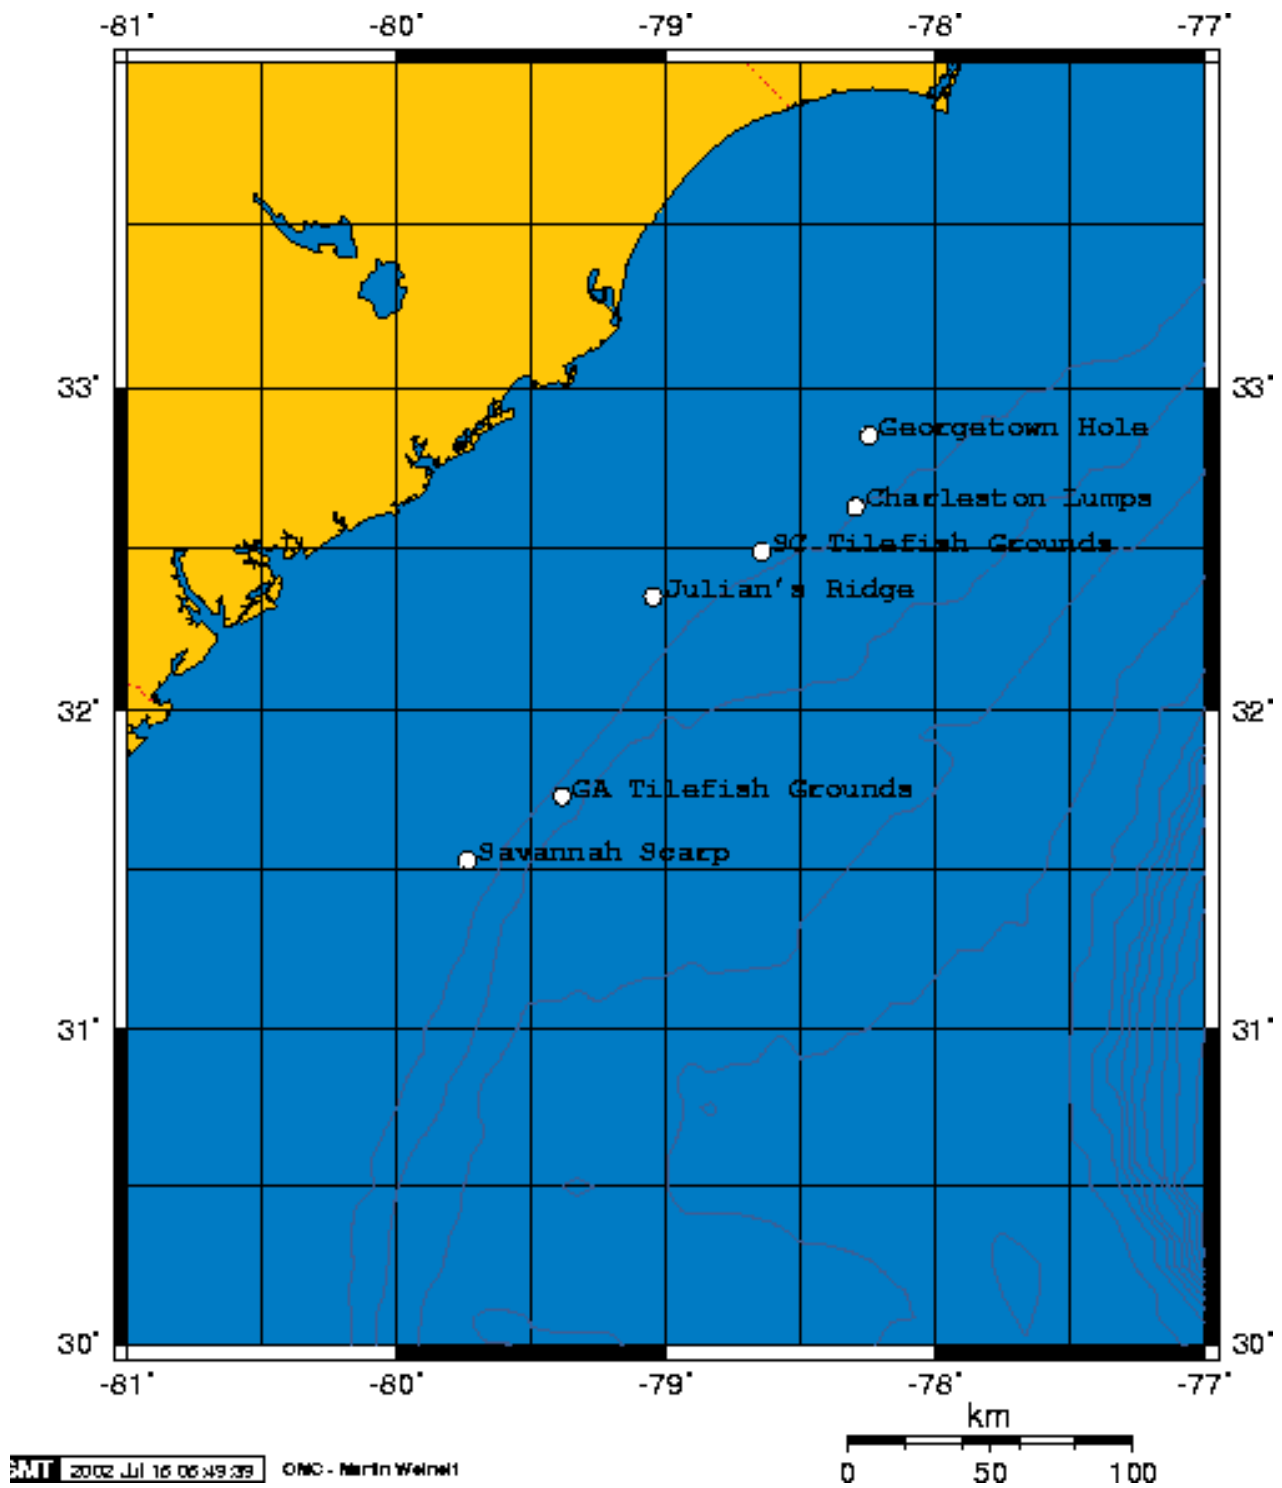 -81° -80° -79° -78° -77°
33° 33°
Georgetown Hole
Charleston Lumps
SC Tilefish Grounds
Julian's Ridge
32° 32°
GA Tilefish Grounds
Savannah Scarp
31° 31°
30° 30°
-81° -80° -79° -78° -77°
km
0 50 100
GMT 2002 Jul 16 06:49:39 OMC - Martin Weinelt